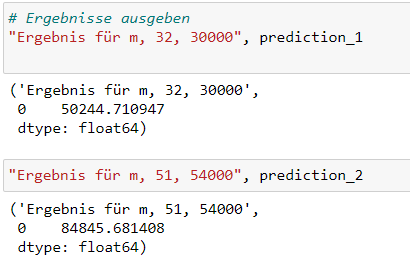 # Ergebnisse ausgeben
"Ergebnis für m, 32, 30000", prediction_1
('Ergebnis für m, 32, 30000',
 0    50244.710947
 dtype: float64)
"Ergebnis für m, 51, 54000", prediction_2
('Ergebnis für m, 51, 54000',
 0    84845.681408
 dtype: float64)